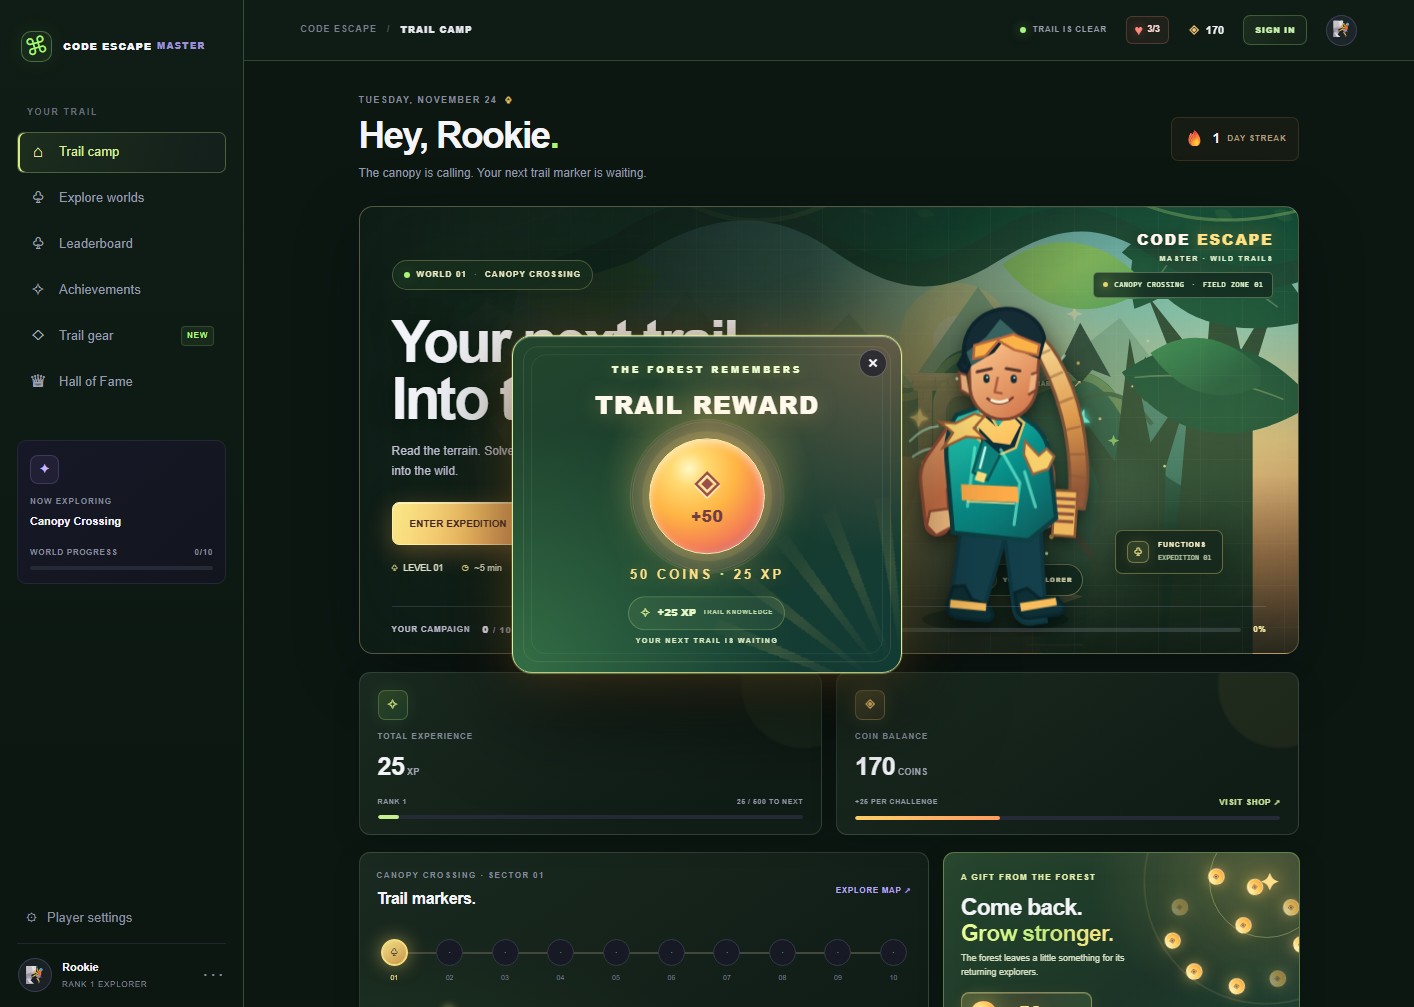 CODE ESCAPE MASTER
YOUR TRAIL
Trail camp
Explore worlds
Leaderboard
Achievements
Trail gear
NEW
Hall of Fame
NOW EXPLORING
Canopy Crossing
WORLD PROGRESS 0/10
Player settings
Rookie
RANK 1 EXPLORER
CODE ESCAPE / TRAIL CAMP
TRAIL IS CLEAR
3/3
170
SIGN IN
TUESDAY, NOVEMBER 24
Hey, Rookie.
The canopy is calling. Your next trail marker is waiting.
1 DAY STREAK
WORLD 01 · CANOPY CROSSING
Your next trail
Into t
Read the terrain. Solve
into the wild.
ENTER EXPEDITION
LEVEL 01 ~5 min
YOUR CAMPAIGN 0 / 10
0%
CODE ESCAPE
MASTER · WILD TRAILS
CANOPY CROSSING · FIELD ZONE 01
FUNCTIONS
EXPEDITION 01
THE FOREST REMEMBERS
TRAIL REWARD
+50
50 COINS · 25 XP
+25 XP TRAIL KNOWLEDGE
YOUR NEXT TRAIL IS WAITING
TOTAL EXPERIENCE
25 XP
RANK 1 25 / 500 TO NEXT
COIN BALANCE
170 COINS
+25 PER CHALLENGE VISIT SHOP ↗
CANOPY CROSSING · SECTOR 01
Trail markers.
EXPLORE MAP ↗
01 02 03 04 05 06 07 08 09 10
A GIFT FROM THE FOREST
Come back.
Grow stronger.
The forest leaves a little something for its
returning explorers.